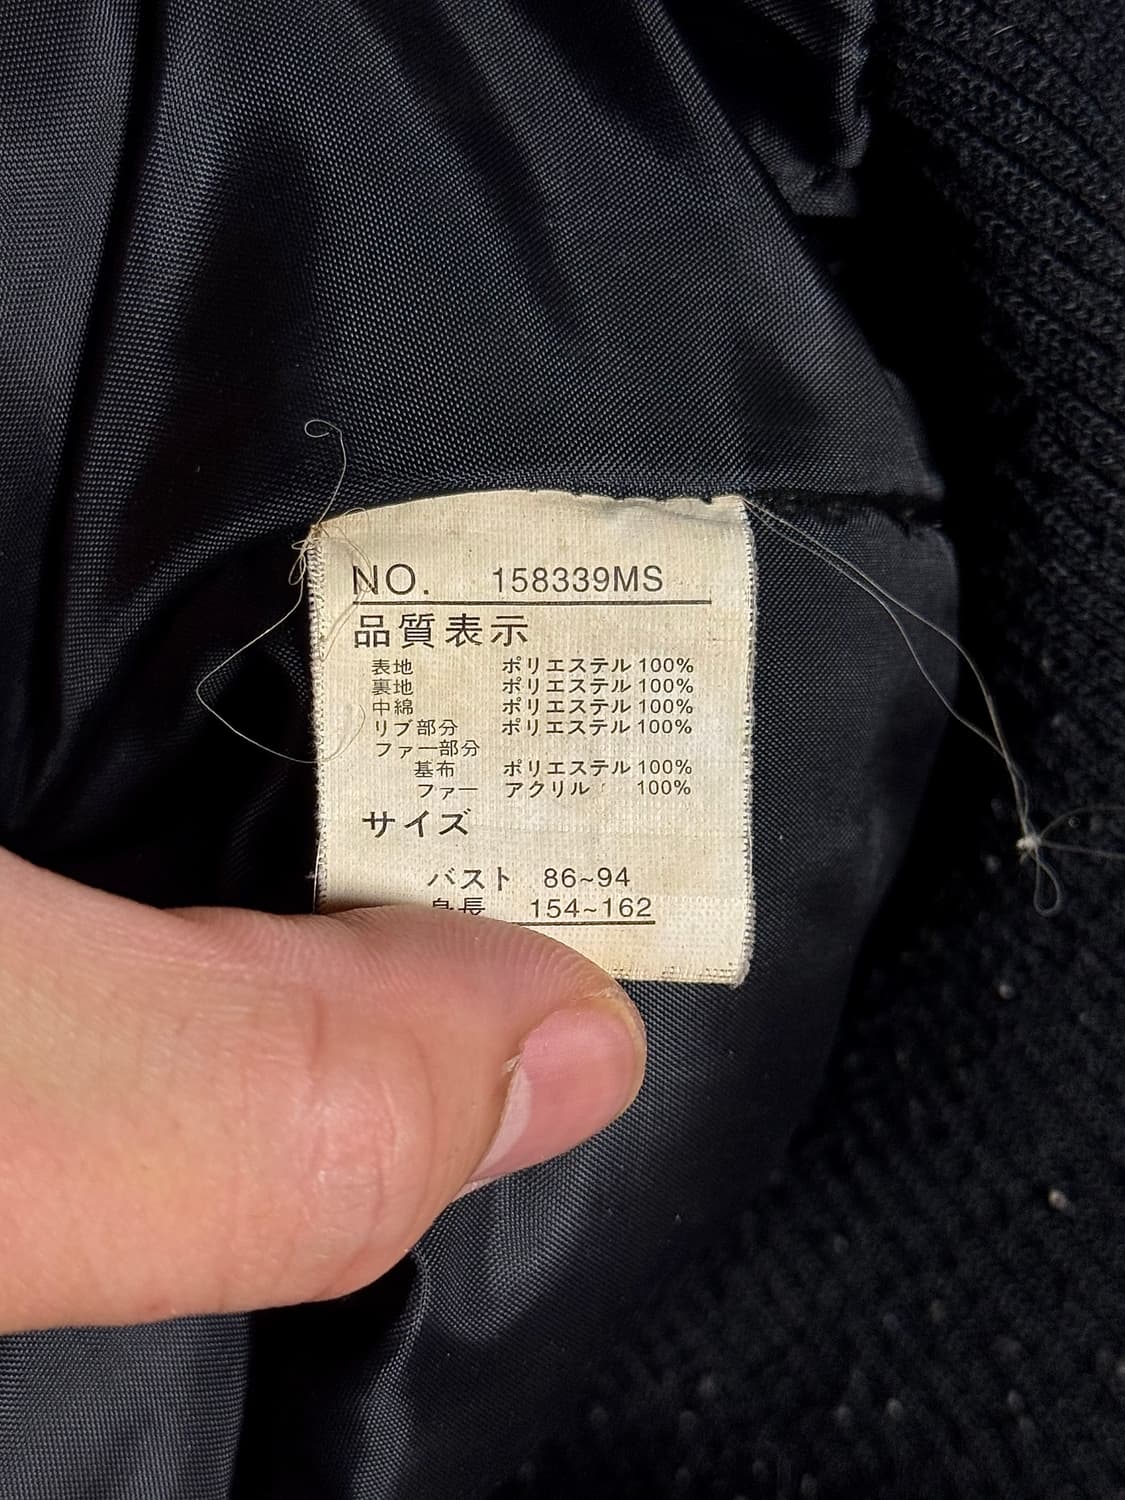 NO. 158339MS
品質表示
表地 ポリエステル 100%
裏地 ポリエステル 100%
中綿 ポリエステル 100%
リブ部分 ポリエステル 100%
ファー部分
基布 ポリエステル 100%
ファー アクリル 100%
サイズ
バスト 86~94
身長 154~162